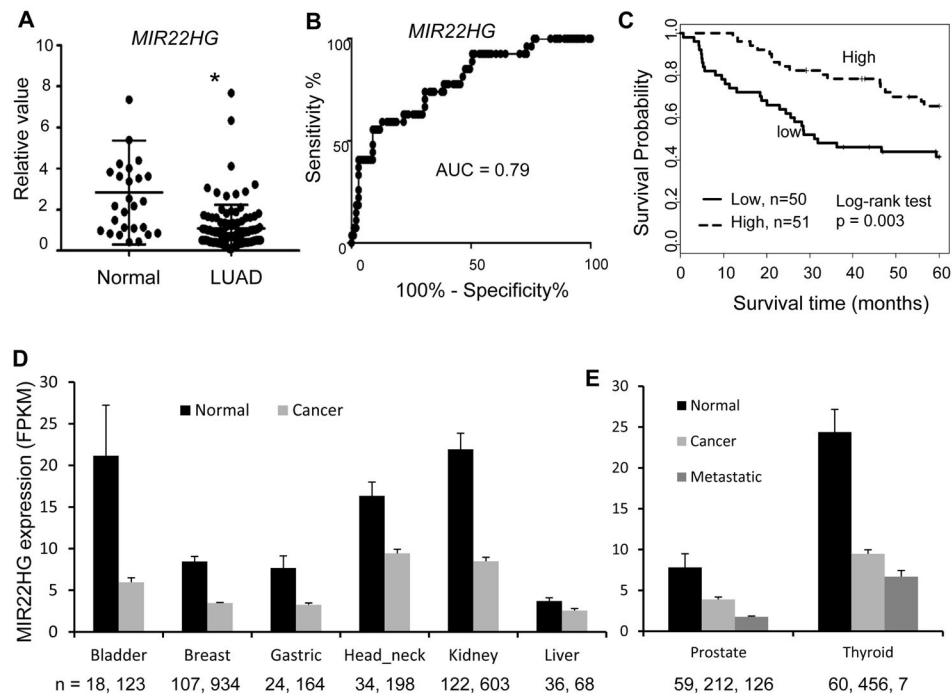 A
MIR22HG
Relative value
10
8
6
4
2
0
*
Normal
LUAD
B
MIR22HG
Sensitivity %
100
50
0
AUC = 0.79
0
100
100% - Specificity%
C
Survival Probability
1.0
0.8
0.6
0.4
0.2
0.0
High
low
Low, n=50
High, n=51
Log-rank test
p = 0.003
0 10 20 30 40 50 60
Survival time (months)
D
MIR22HG expression (FPKM)
30
25
20
15
10
5
0
Normal Cancer
Bladder Breast Gastric Head_neck Kidney Liver
n = 18, 123 107, 934 24, 164 34, 198 122, 603 36, 68
E
30
25
20
15
10
5
0
Normal
Cancer
Metastatic
Prostate Thyroid
59, 212, 126 60, 456, 7